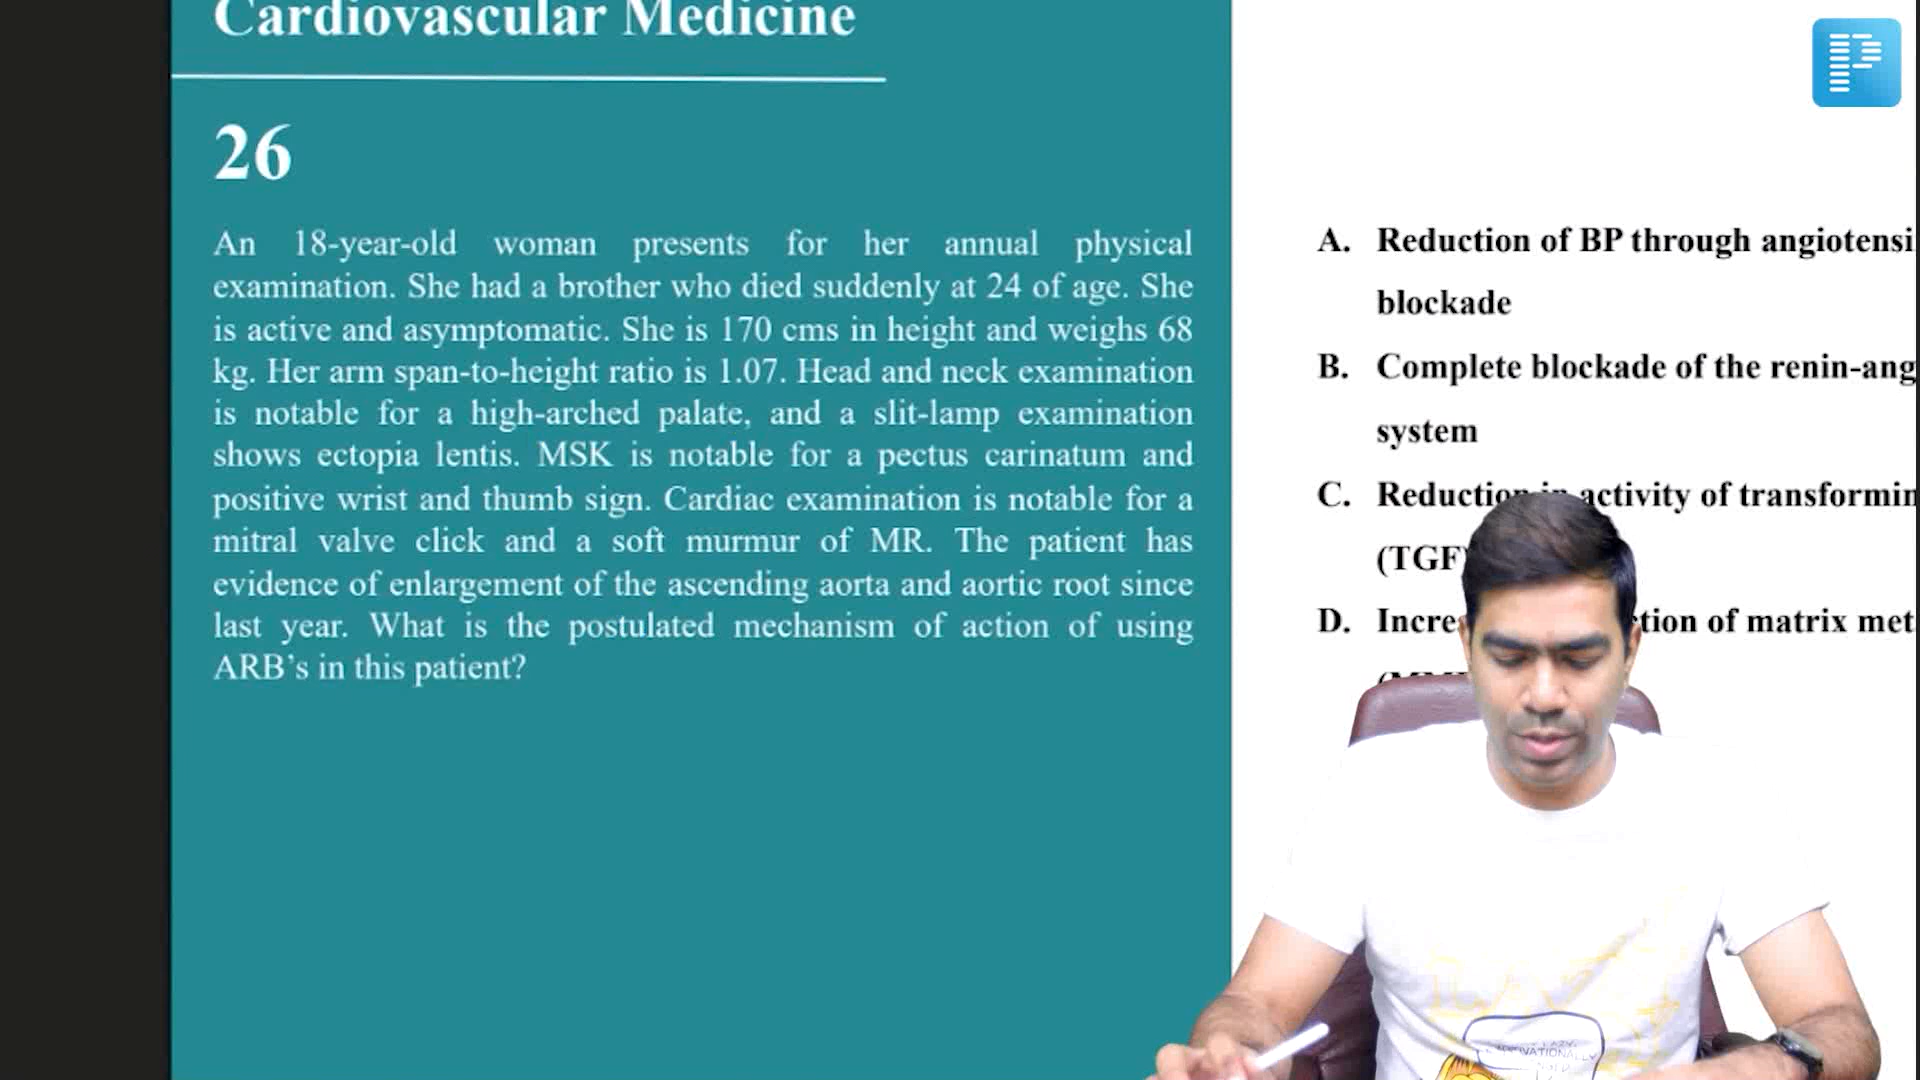 Cardiovascular Medicine
26
An 18-year-old woman presents for her annual physical
examination. She had a brother who died suddenly at 24 of age. She
is active and asymptomatic. She is 170 cms in height and weighs 68
kg. Her arm span-to-height ratio is 1.07. Head and neck examination
is notable for a high-arched palate, and a slit-lamp examination
shows ectopia lentis. MSK is notable for a pectus carinatum and
positive wrist and thumb sign. Cardiac examination is notable for a
mitral valve click and a soft murmur of MR. The patient has
evidence of enlargement of the ascending aorta and aortic root since
last year. What is the postulated mechanism of action of using
ARB’s in this patient?
A. Reduction of BP through angiotensi
blockade
B. Complete blockade of the renin-ang
system
C. Reduction in activity of transformin
(TGF
D. Incre tion of matrix met